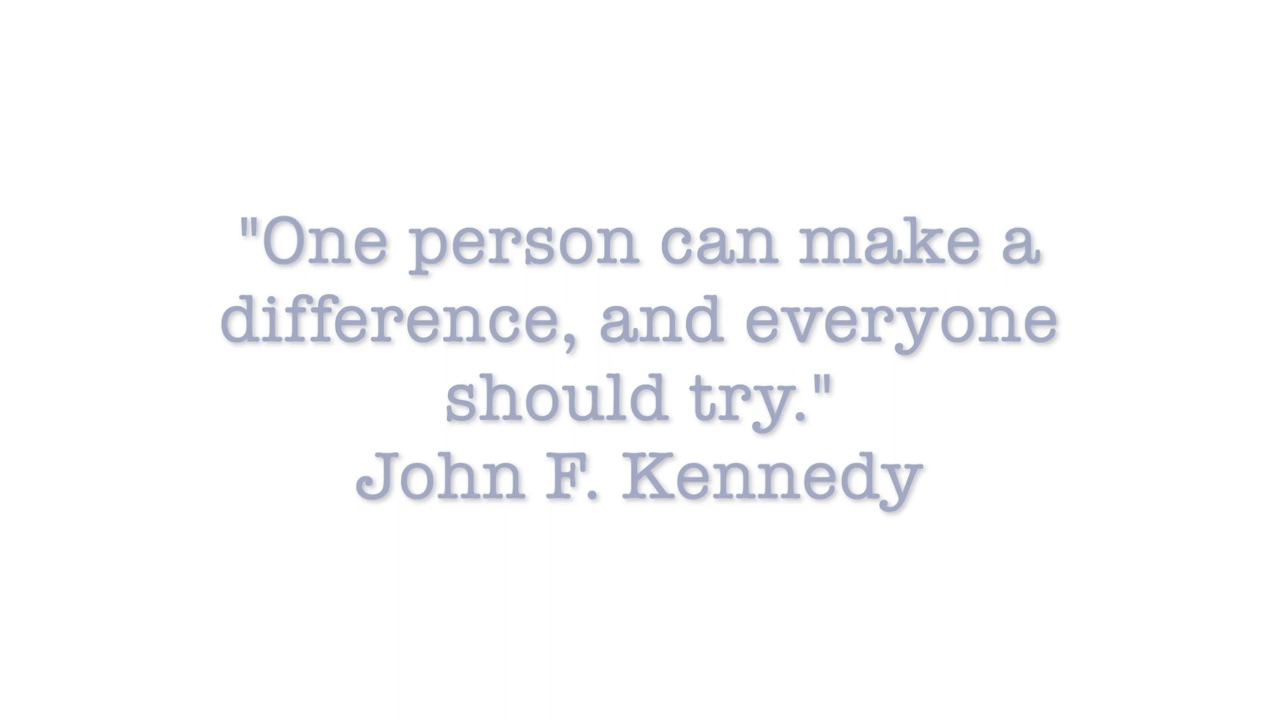 "One person can make a
difference, and everyone
should try."
John F. Kennedy